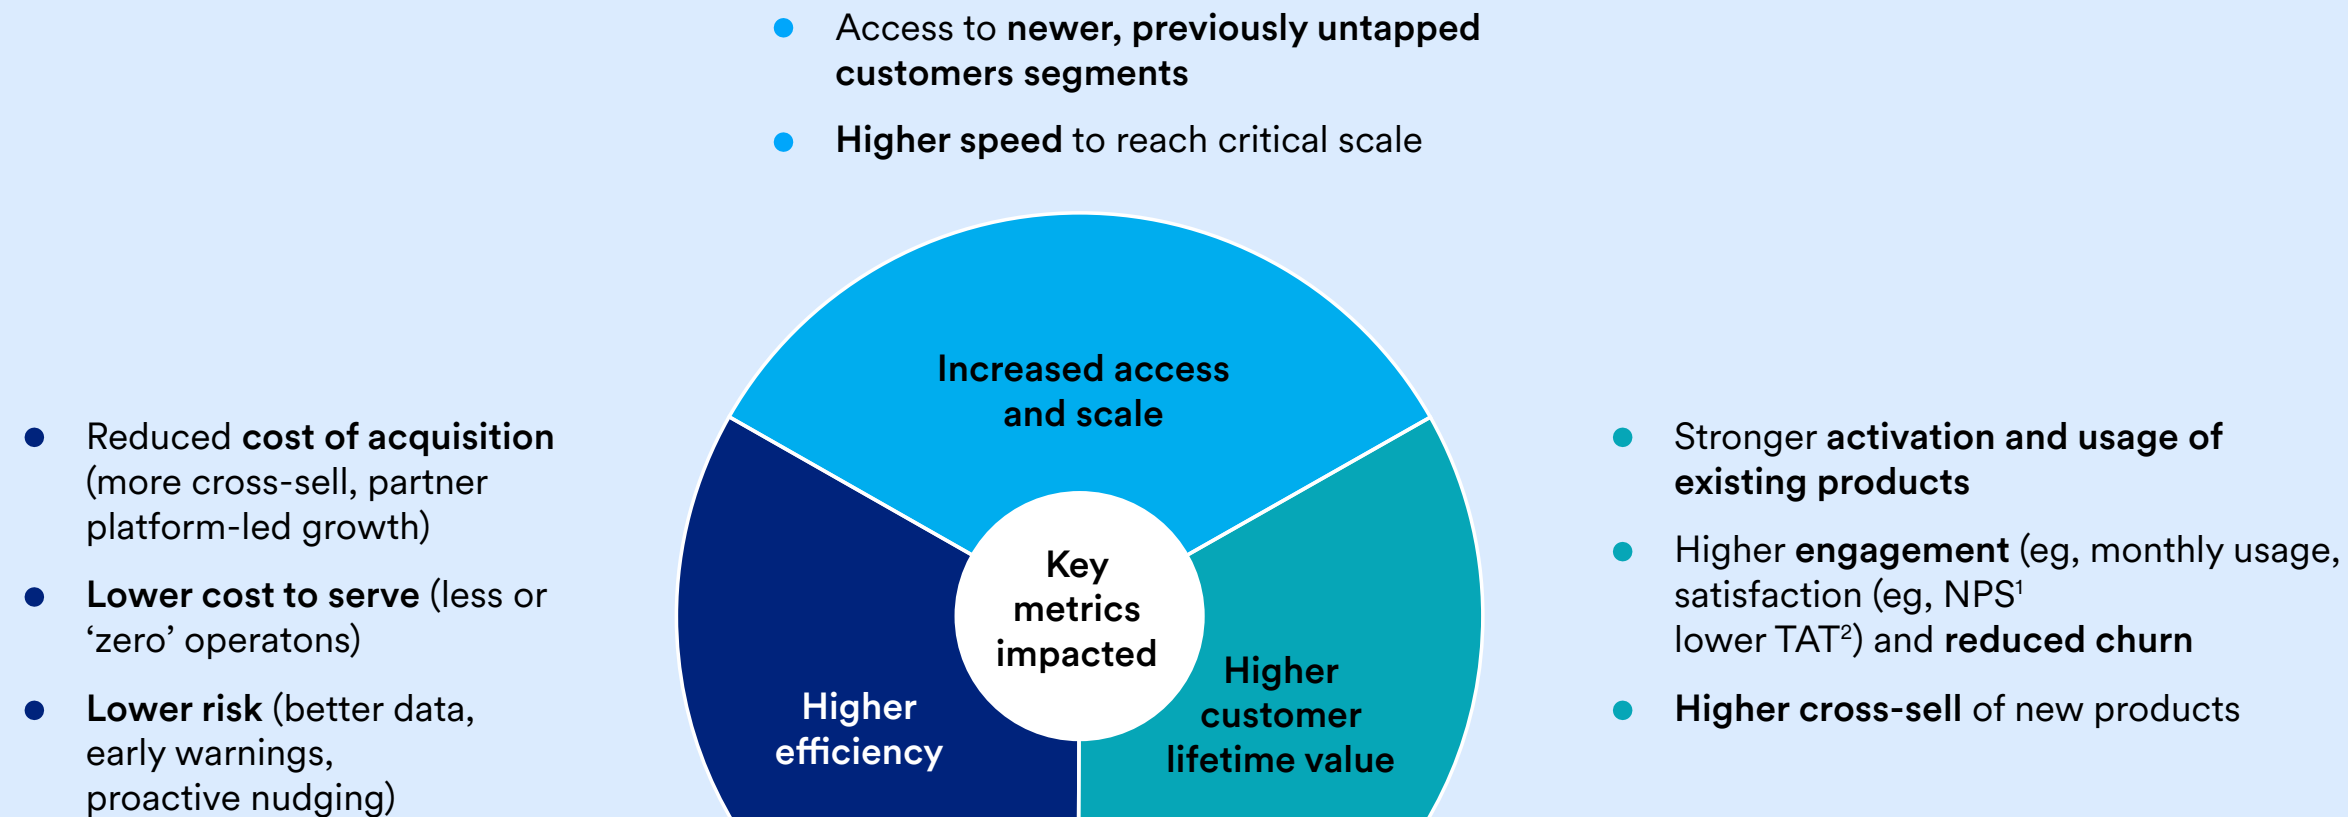 Access to newer, previously untapped
customers segments
Higher speed to reach critical scale
Increased access
and scale
Reduced cost of acquisition
(more cross-sell, partner
platform-led growth)
Lower cost to serve (less or
‘zero’ operatons)
Lower risk (better data,
early warnings,
proactive nudging)
Key
metrics
impacted
Higher
efficiency
Higher
customer
lifetime value
Stronger activation and usage of
existing products
Higher engagement (eg, monthly usage,
satisfaction (eg, NPS¹
lower TAT²) and reduced churn
Higher cross-sell of new products